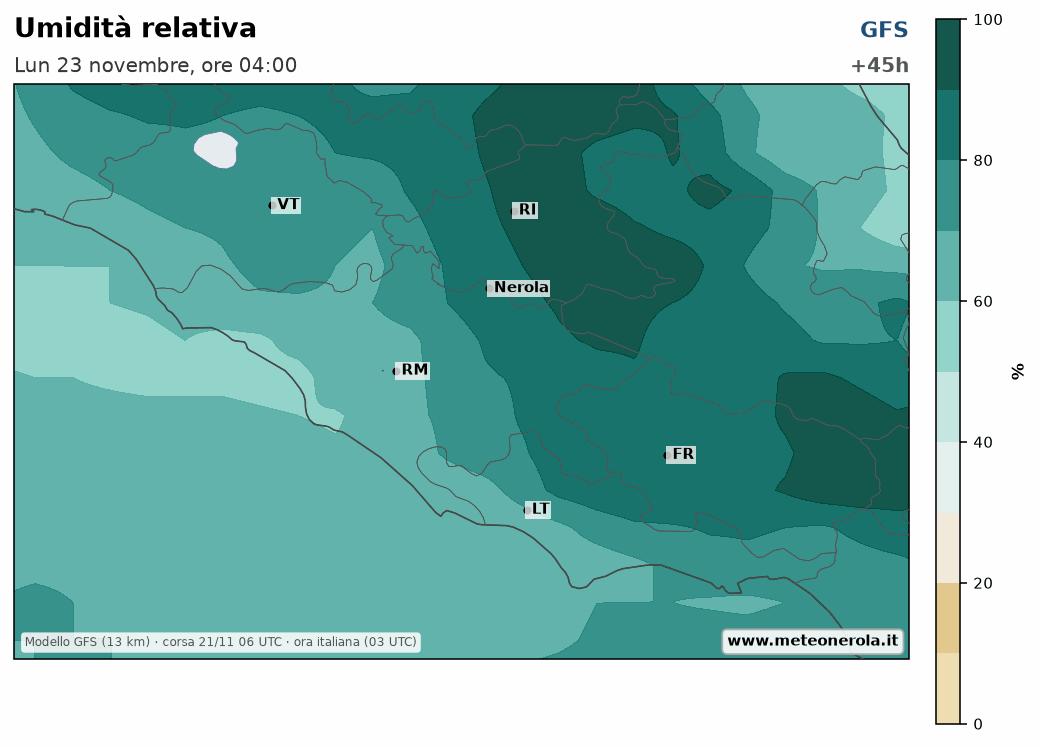 Umidità relativa
GFS
Lun 23 novembre, ore 04:00
+45h
100
80
60
40
20
0
%
VT
RI
Nerola
RM
FR
LT
Modello GFS (13 km) · corsa 21/11 06 UTC · ora italiana (03 UTC)
www.meteonerola.it